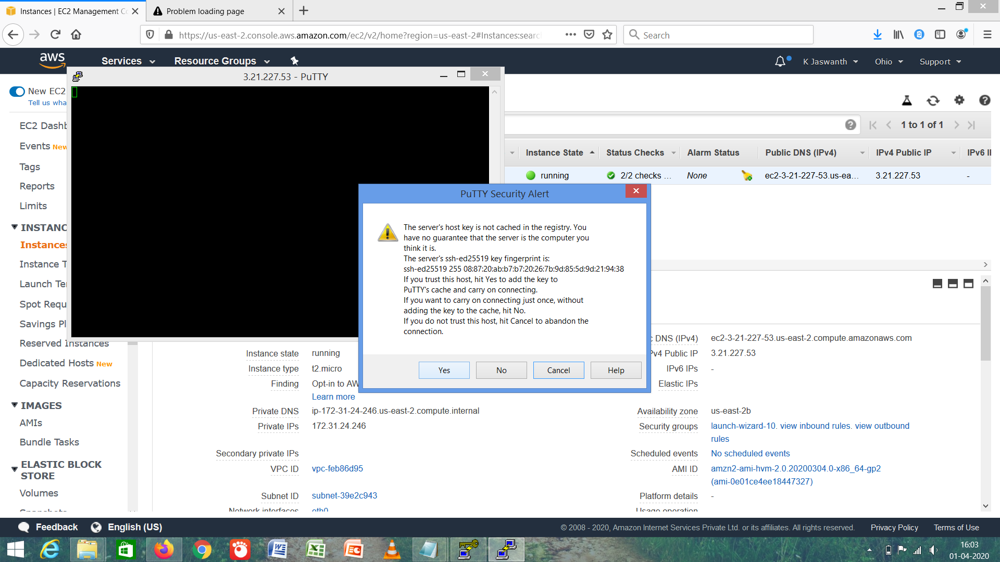 Instances | EC2 Management Co
Problem loading page
https://us-east-2.console.aws.amazon.com/ec2/v2/home?region=us-east-2#Instances:search
Search
aws
Services
Resource Groups
K Jaswanth
Ohio
Support
3.21.227.53 - PuTTY
New EC2
Tell us wha
EC2 Dashb
Events New
Tags
Reports
Limits
INSTANC
Instances
Instance T
Launch Te
Spot Requ
Savings Pl
Reserved Instances
Dedicated Hosts New
Capacity Reservations
IMAGES
AMIs
Bundle Tasks
ELASTIC BLOCK
STORE
Volumes
Snapshots
1 to 1 of 1
Instance State
Status Checks
Alarm Status
Public DNS (IPv4)
IPv4 Public IP
IPv6 I
running
2/2 checks ...
None
ec2-3-21-227-53.us-ea...
3.21.227.53
-
PuTTY Security Alert
The server's host key is not cached in the registry. You
have no guarantee that the server is the computer you
think it is.
The server's ssh-ed25519 key fingerprint is:
ssh-ed25519 255 08:87:20:ab:b7:b7:20:26:7b:9d:85:5d:9d:21:94:38
If you trust this host, hit Yes to add the key to
PuTTY's cache and carry on connecting.
If you want to carry on connecting just once, without
adding the key to the cache, hit No.
If you do not trust this host, hit Cancel to abandon the
connection.
Yes
No
Cancel
Help
Instance state running
Instance type t2.micro
Finding Opt-in to AW
Learn more
Private DNS ip-172-31-24-246.us-east-2.compute.internal
Private IPs 172.31.24.246
Secondary private IPs
VPC ID vpc-feb86d95
Subnet ID subnet-39e2c943
Network interfaces eth0
c DNS (IPv4) ec2-3-21-227-53.us-east-2.compute.amazonaws.com
Pv4 Public IP 3.21.227.53
IPv6 IPs -
Elastic IPs
Availability zone us-east-2b
Security groups launch-wizard-10. view inbound rules. view outbound
rules
Scheduled events No scheduled events
AMI ID amzn2-ami-hvm-2.0.20200304.0-x86_64-gp2
(ami-0e01ce4ee18447327)
Platform details -
Usage operation
Feedback
English (US)
© 2008 - 2020, Amazon Internet Services Private Ltd. or its affiliates. All rights reserved.
Privacy Policy
Terms of Use
16:03
01-04-2020